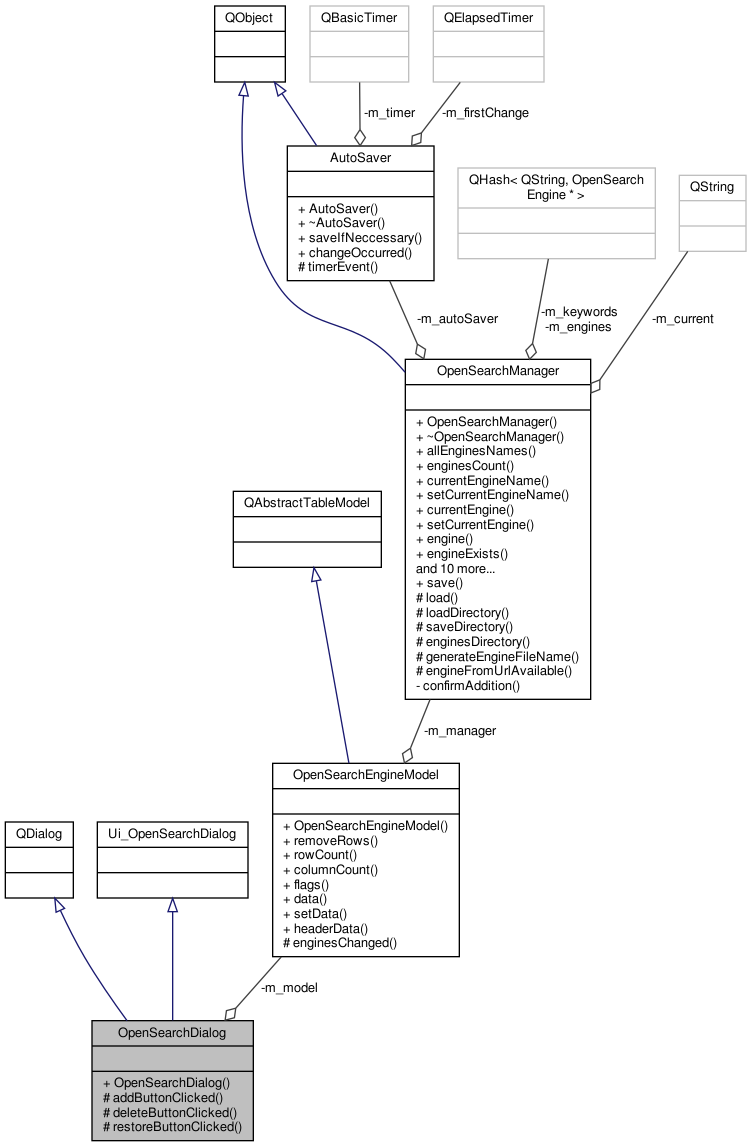 QObject
QBasicTimer
QElapsedTimer
-m_timer
-m_firstChange
AutoSaver
+ AutoSaver()
+ ~AutoSaver()
+ saveIfNeccessary()
+ changeOccurred()
# timerEvent()
QHash< QString, OpenSearch
Engine * >
QString
-m_autoSaver
-m_keywords
-m_engines
-m_current
OpenSearchManager
+ OpenSearchManager()
+ ~OpenSearchManager()
+ allEnginesNames()
+ enginesCount()
+ currentEngineName()
+ setCurrentEngineName()
+ currentEngine()
+ setCurrentEngine()
+ engine()
+ engineExists()
and 10 more...
+ save()
# load()
# loadDirectory()
# saveDirectory()
# enginesDirectory()
# generateEngineFileName()
# engineFromUrlAvailable()
- confirmAddition()
QAbstractTableModel
-m_manager
OpenSearchEngineModel
+ OpenSearchEngineModel()
+ removeRows()
+ rowCount()
+ columnCount()
+ flags()
+ data()
+ setData()
+ headerData()
# enginesChanged()
QDialog
Ui_OpenSearchDialog
-m_model
OpenSearchDialog
+ OpenSearchDialog()
# addButtonClicked()
# deleteButtonClicked()
# restoreButtonClicked()